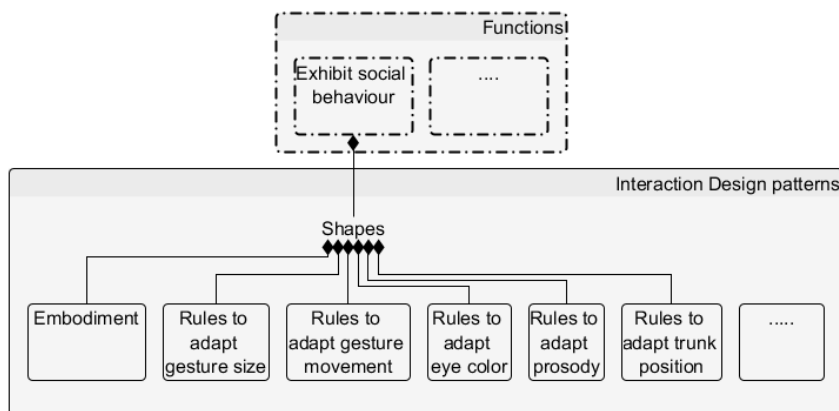 Functions
Exhibit social
behaviour
....
Interaction Design patterns
Shapes
Embodiment
Rules to
adapt
gesture size
Rules to
adapt gesture
movement
Rules to
adapt
eye color
Rules to
adapt
prosody
Rules to
adapt trunk
position
.....